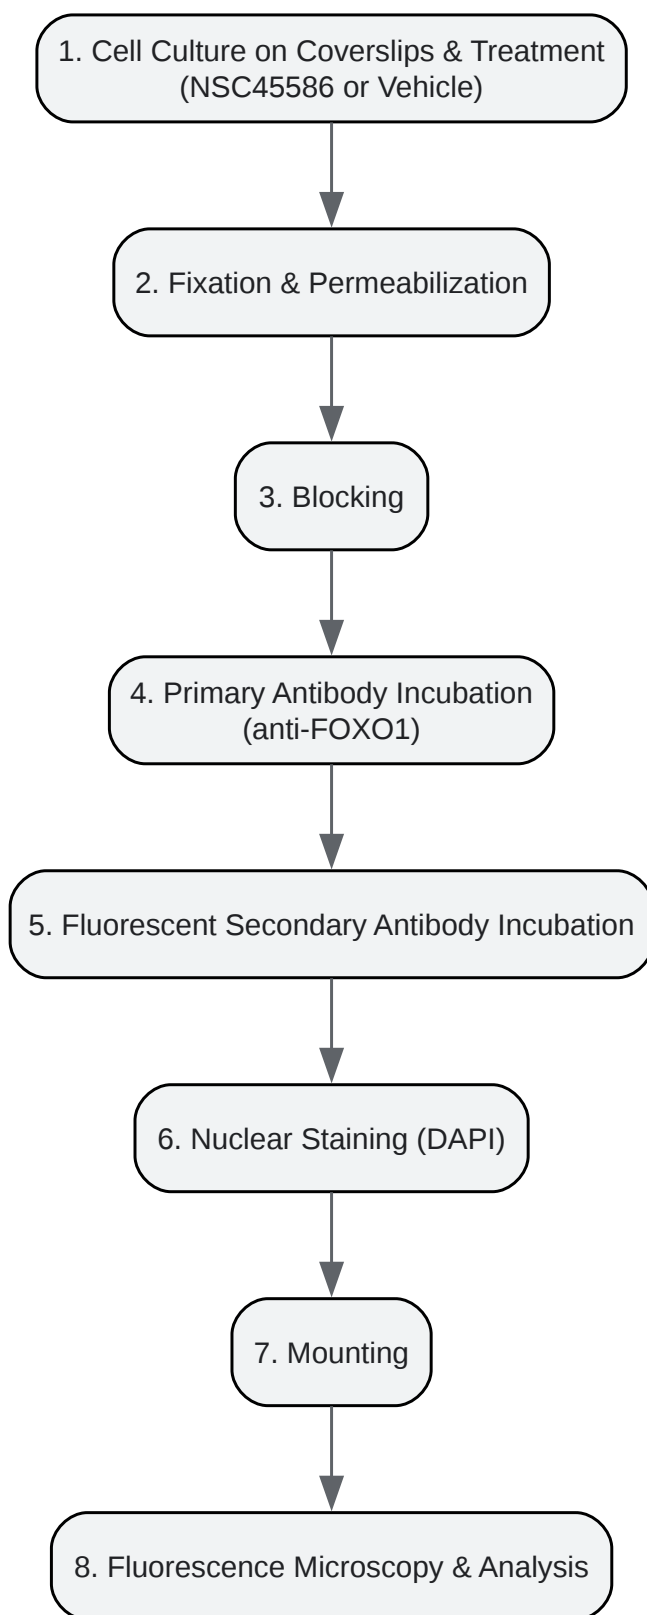 1. Cell Culture on Coverslips & Treatment
(NSC45586 or Vehicle)
2. Fixation & Permeabilization
3. Blocking
4. Primary Antibody Incubation
(anti-FOXO1)
5. Fluorescent Secondary Antibody Incubation
6. Nuclear Staining (DAPI)
7. Mounting
8. Fluorescence Microscopy & Analysis